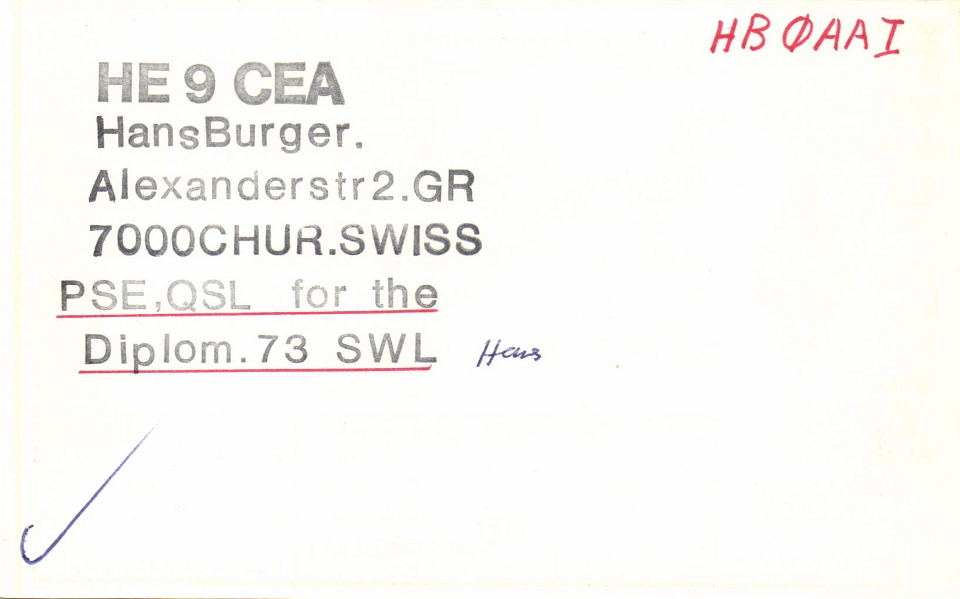 HBØAAI
HE 9 CEA
HansBurger.
Alexanderstr2.GR
7000CHUR.SWISS
PSE,QSL for the
Diplom.73 SWL Hans